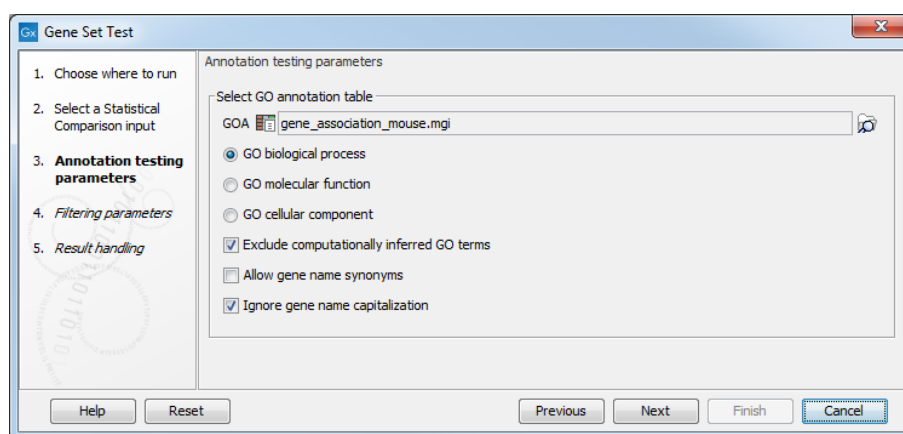 Gx Gene Set Test
1. Choose where to run
2. Select a Statistical
Comparison input
3. Annotation testing
parameters
4. Filtering parameters
5. Result handling
Annotation testing parameters
Select GO annotation table
GOA gene_association_mouse.mgi
GO biological process
GO molecular function
GO cellular component
Exclude computationally inferred GO terms
Allow gene name synonyms
Ignore gene name capitalization
Help Reset Previous Next Finish Cancel